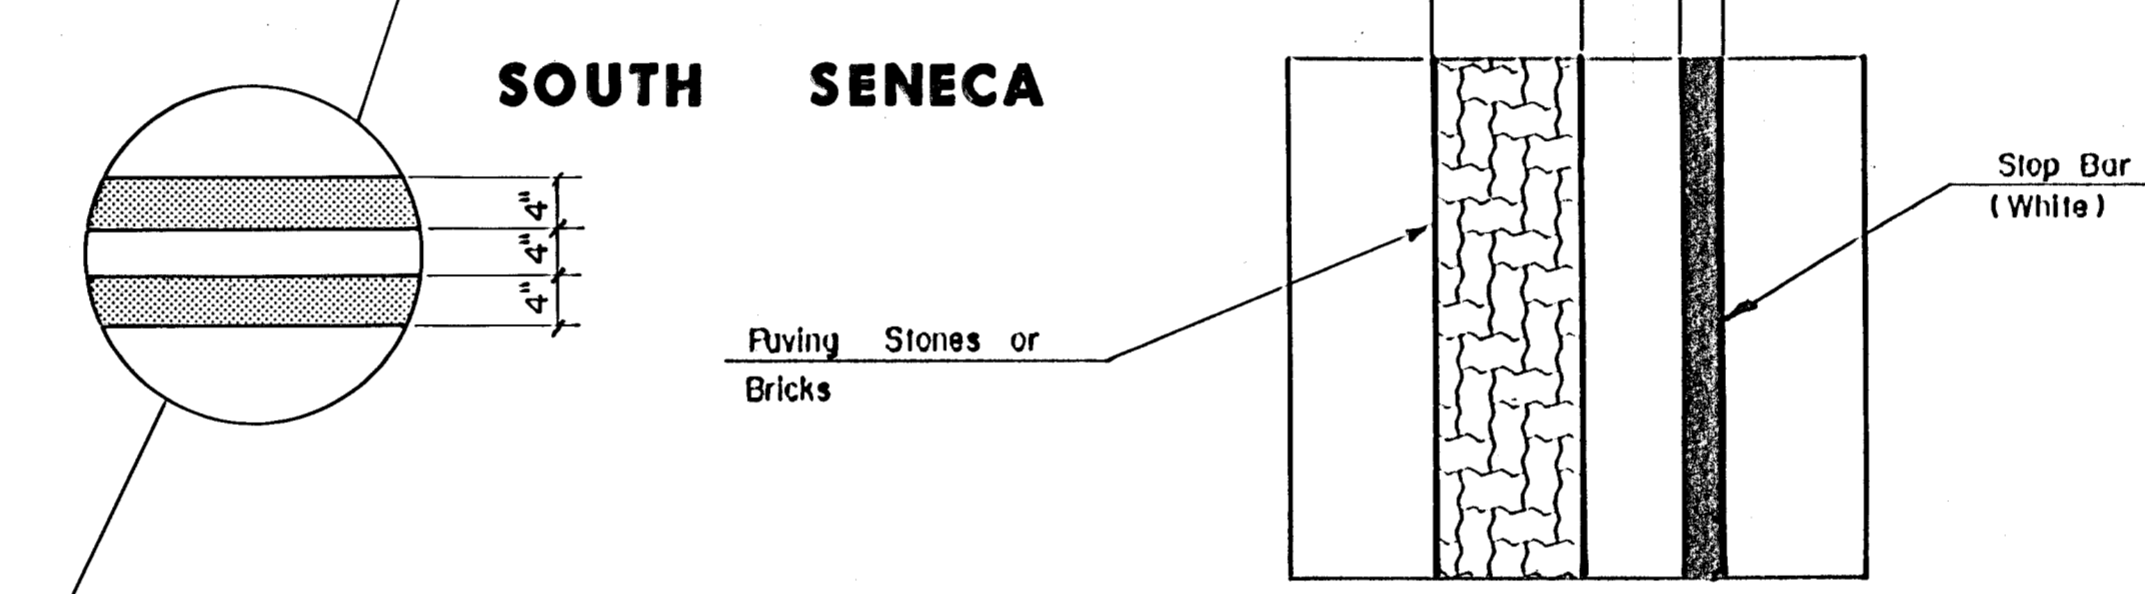 SOUTH SENECA
4"
4"
4"
Paving Stones or
Bricks
Stop Bar
(White)